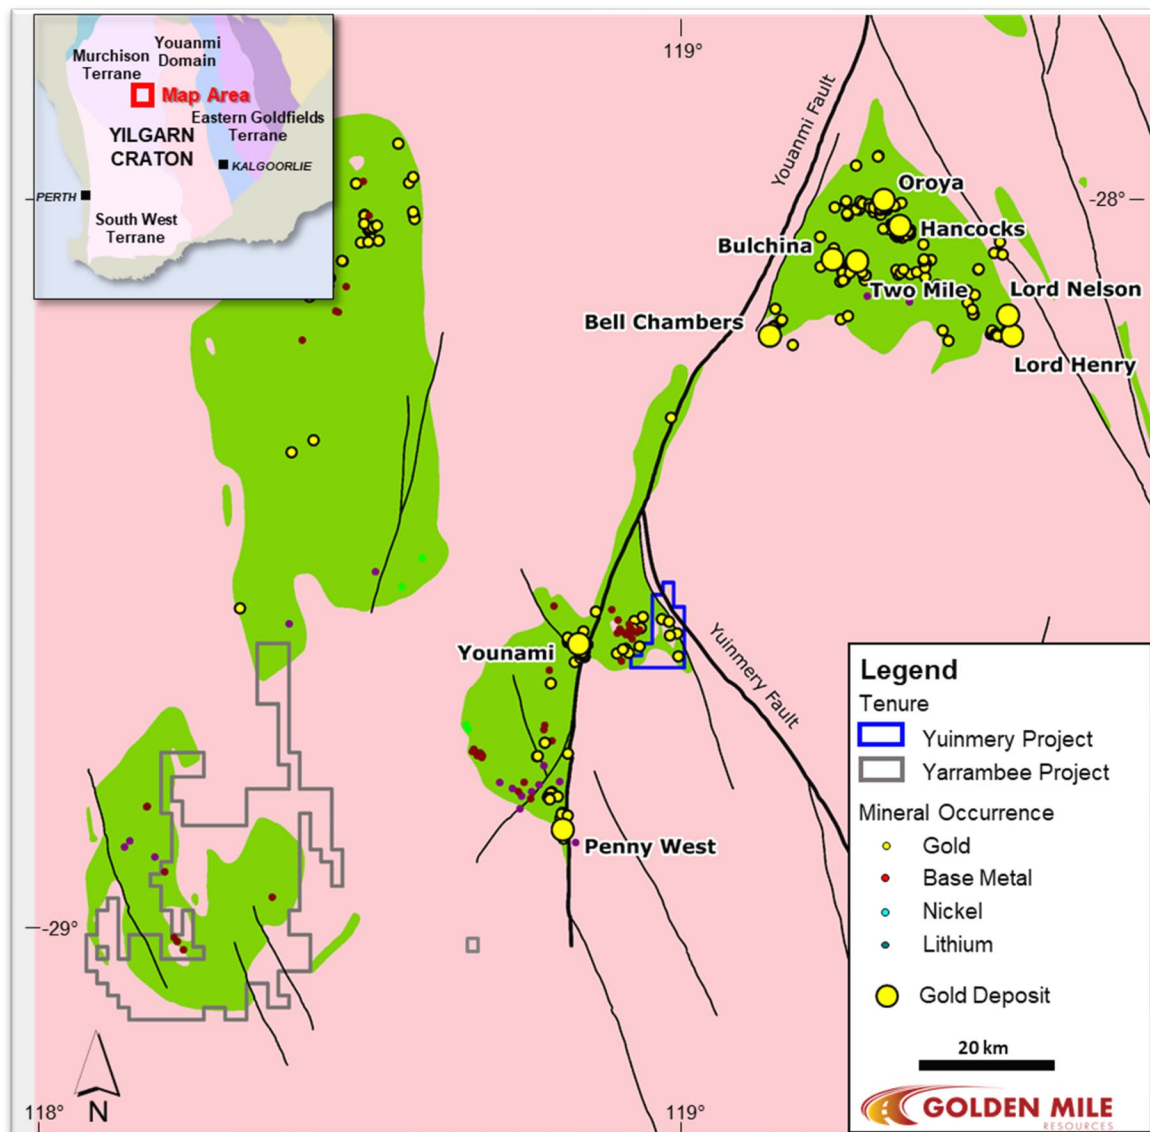 119°
Murchison
Terrane
Youanmi
Domain
Map Area
Eastern Goldfields
Terrane
YILGARN
CRATON
KALGOORLIE
PERTH
South West
Terrane
Youanmi Fault
-28°
Oroya
Hancocks
Bulchina
Two Mile
Lord Nelson
Bell Chambers
Lord Henry
Younami
Yuinmery Fault
Penny West
-29°
Legend
Tenure
Yuinmery Project
Yarrambee Project
Mineral Occurrence
Gold
Base Metal
Nickel
Lithium
Gold Deposit
20 km
N
118°
119°
GOLDEN MILE
RESOURCES